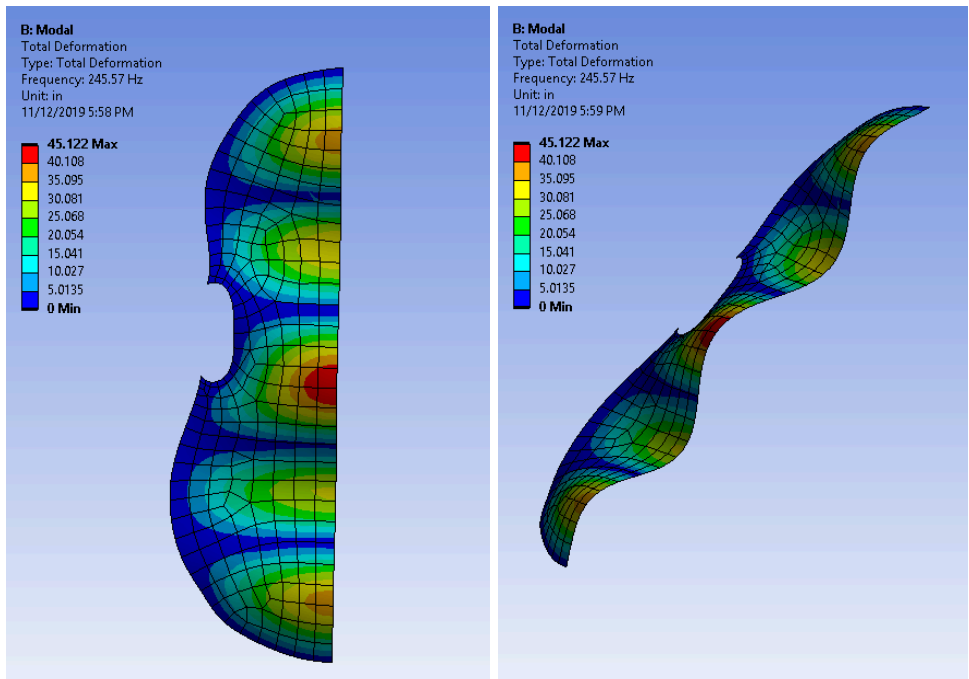 B: Modal
Total Deformation
Type: Total Deformation
Frequency: 245.57 Hz
Unit: in
11/12/2019 5:58 PM
45.122 Max
40.108
35.095
30.081
25.068
20.054
15.041
10.027
5.0135
0 Min
B: Modal
Total Deformation
Type: Total Deformation
Frequency: 245.57 Hz
Unit: in
11/12/2019 5:59 PM
45.122 Max
40.108
35.095
30.081
25.068
20.054
15.041
10.027
5.0135
0 Min